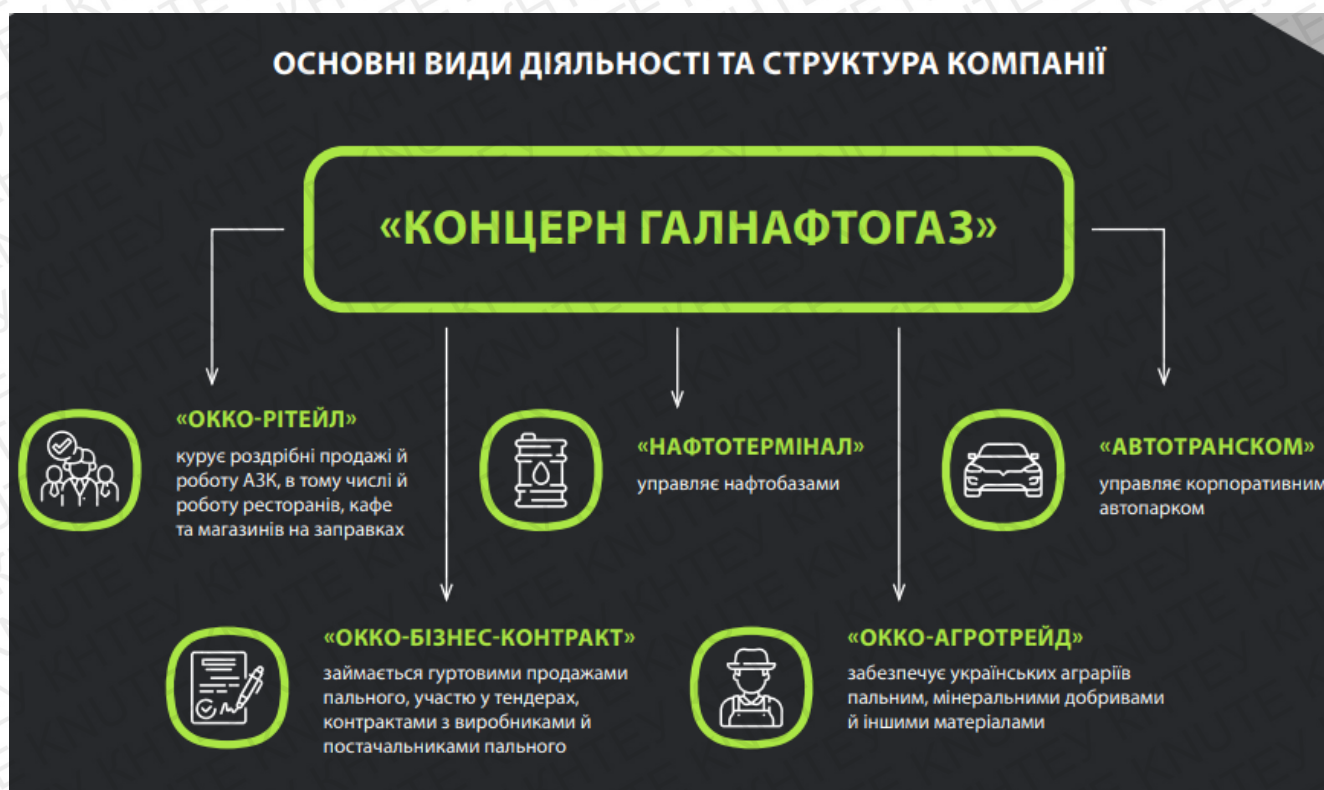 ОСНОВНІ ВИДИ ДІЯЛЬНОСТІ ТА СТРУКТУРА КОМПАНІЇ
«КОНЦЕРН ГАЛНАФТОГАЗ»
«ОККО-РІТЕЙЛ»
курує роздрібні продажі й
роботу АЗК, в тому числі й
роботу ресторанів, кафе
та магазинів на заправках
«НАФТОТЕРМІНАЛ»
управляє нафтобазами
«АВТОТРАНСКОМ»
управляє корпоративним
автопарком
«ОККО-БІЗНЕС-КОНТРАКТ»
займається гуртовими продажами
пального, участю у тендерах,
контрактами з виробниками й
постачальниками пального
«ОККО-АГРОТРЕЙД»
забезпечує українських аграріїв
пальним, мінеральними добривами
й іншими матеріалами